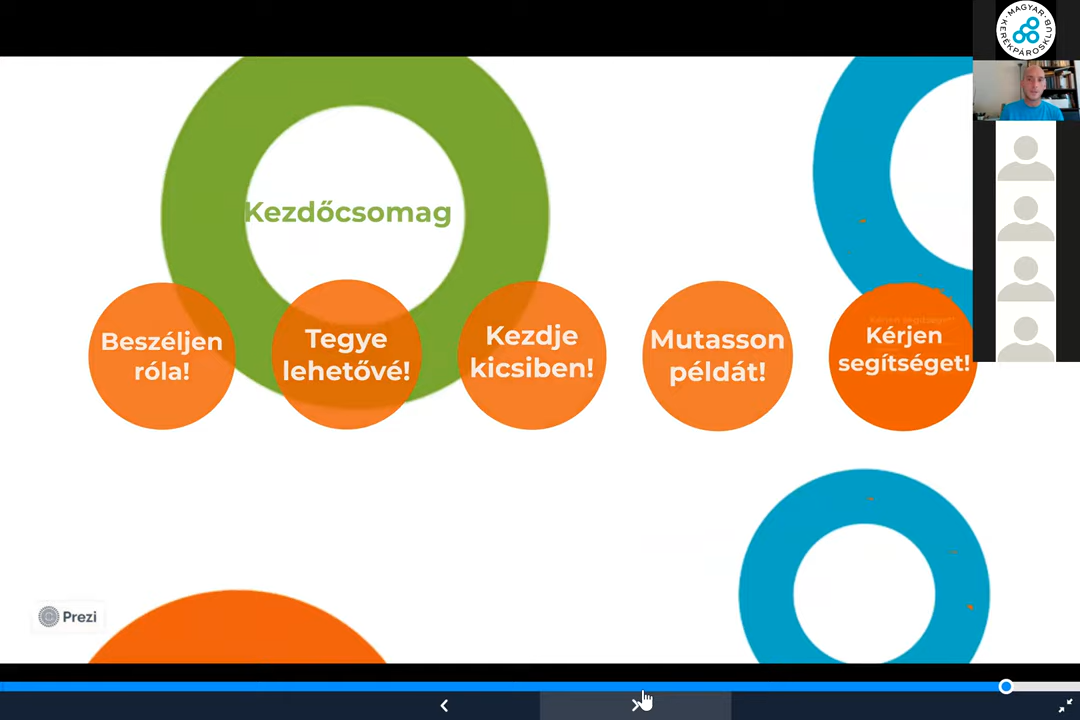 MAGYAR
KERÉKPÁROSKLUB
Kezdőcsomag
Beszéljen
róla!
Tegye
lehetővé!
Kezdje
kicsiben!
Mutasson
példát!
Kérjen
segítséget!
Prezi